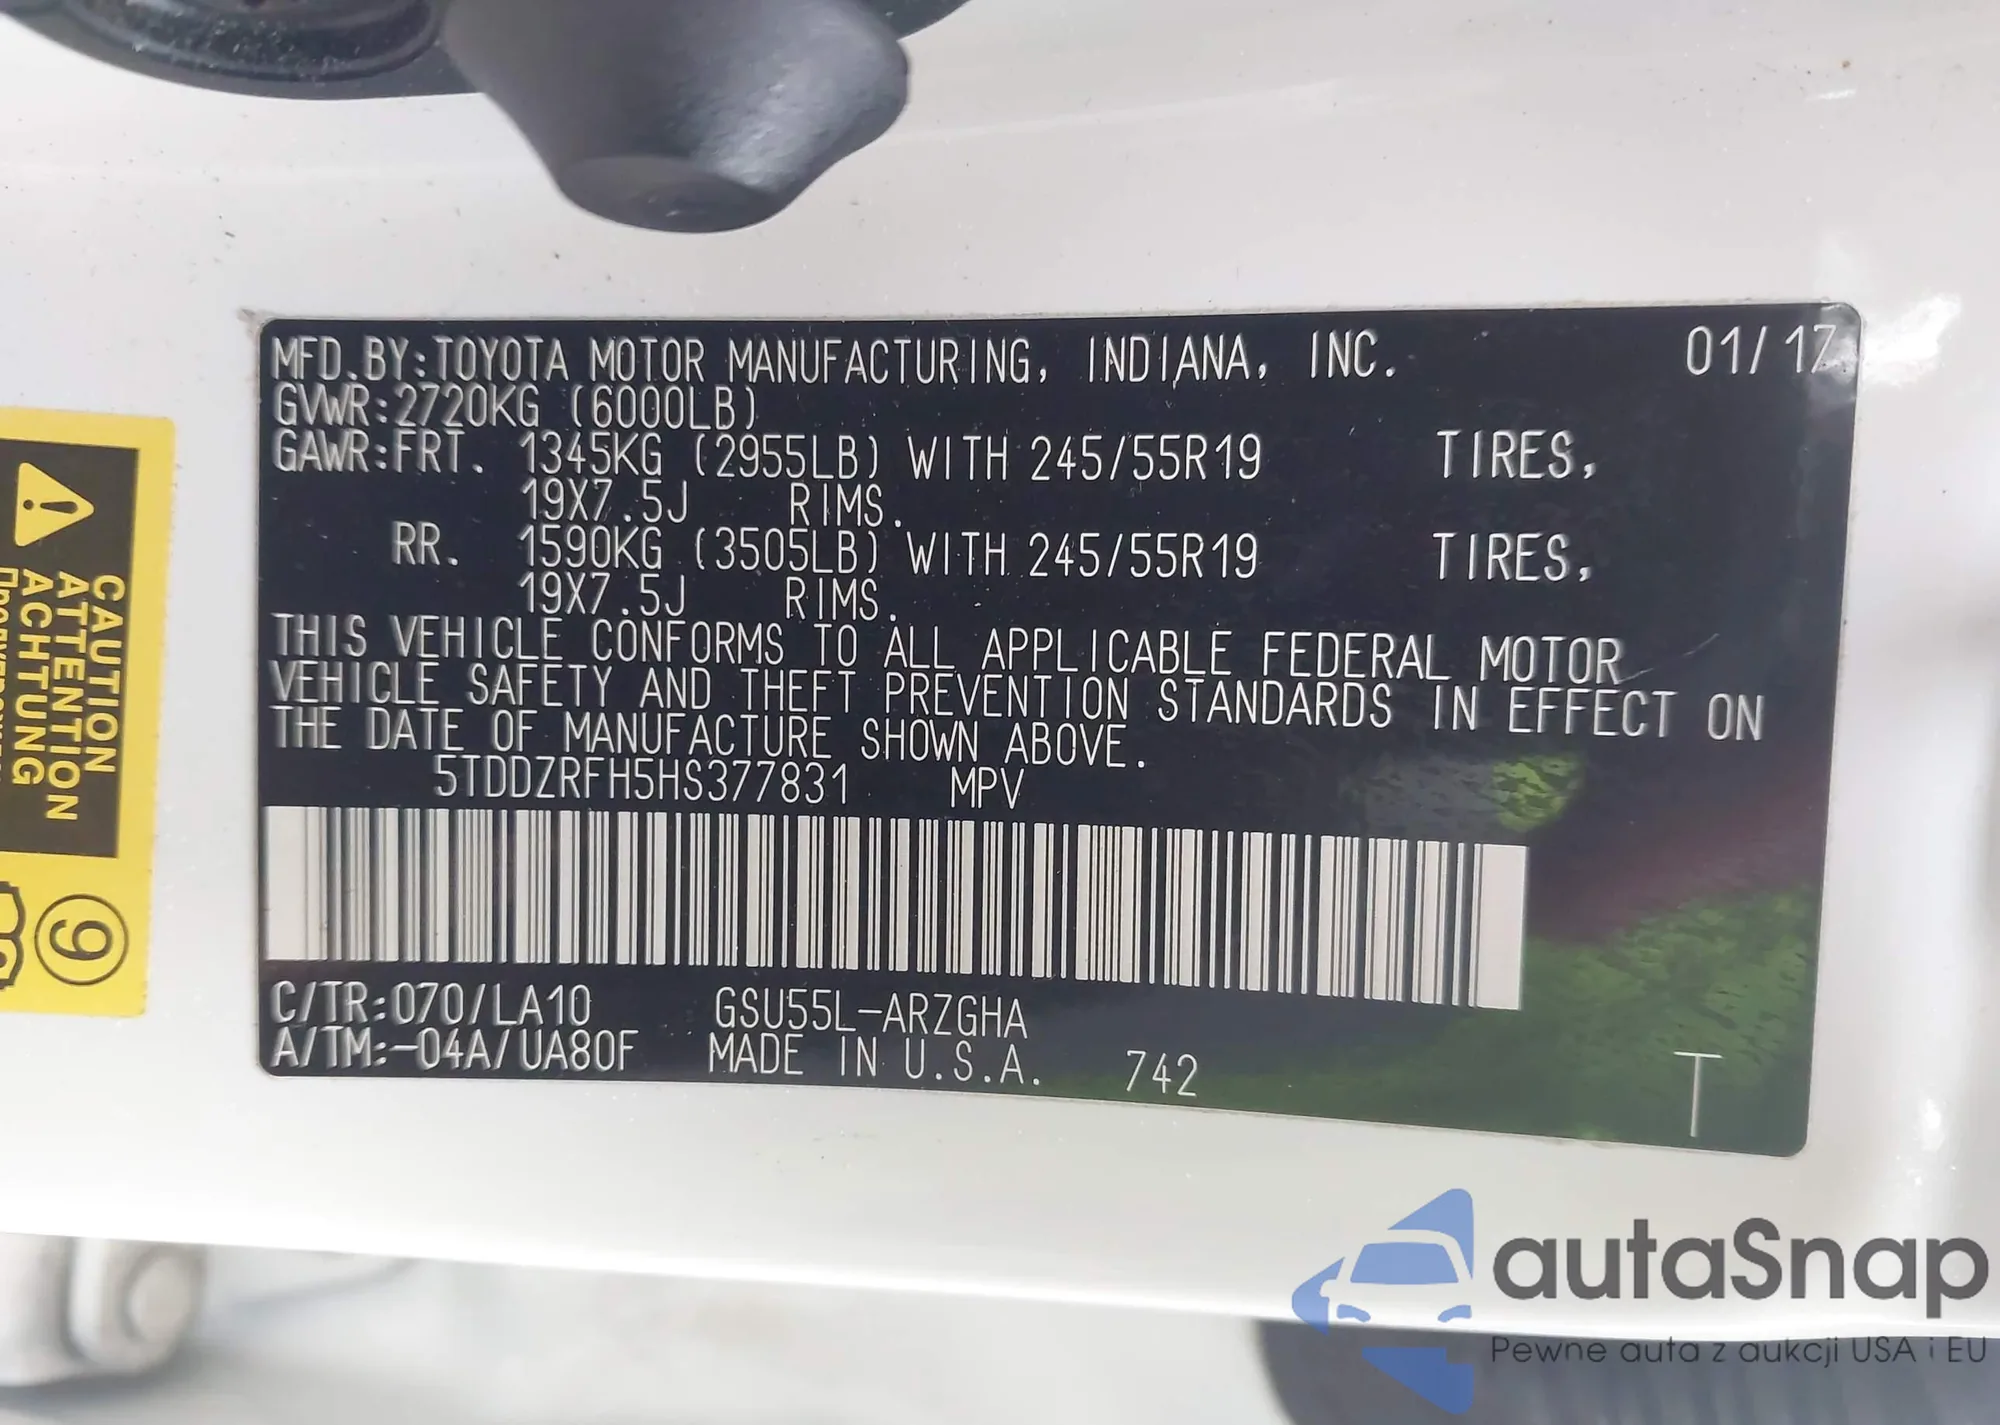 MFD.BY:TOYOTA MOTOR MANUFACTURING, INDIANA, INC. 01/17
GVWR:2720KG (6000LB)
GAWR:FRT. 1345KG (2955LB) WITH 245/55R19 TIRES,
19X7.5J RIMS.
RR. 1590KG (3505LB) WITH 245/55R19 TIRES,
19X7.5J RIMS.
THIS VEHICLE CONFORMS TO ALL APPLICABLE FEDERAL MOTOR
VEHICLE SAFETY AND THEFT PREVENTION STANDARDS IN EFFECT ON
THE DATE OF MANUFACTURE SHOWN ABOVE.
5TDDZRFH5HS377831 MPV
C/TR:070/LA10 GSU55L-ARZGHA
A/TM:-04A/UA80F MADE IN U.S.A. 742 T
CAUTION
ATTENTION
ACHTUNG
9
autaSnap
Pewne auta z aukcji USA i EU